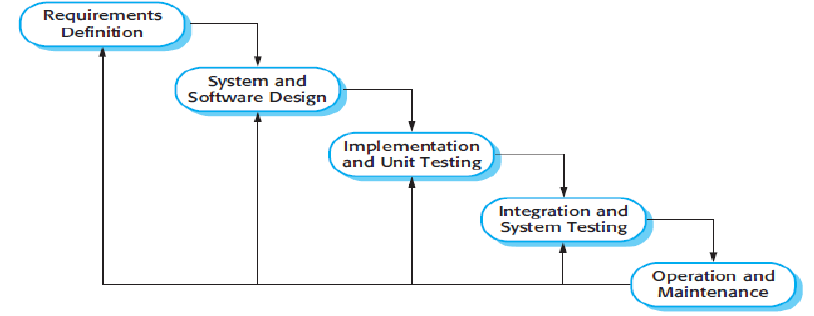 Requirements
Definition
System and
Software Design
Implementation
and Unit Testing
Integration and
System Testing
Operation and
Maintenance